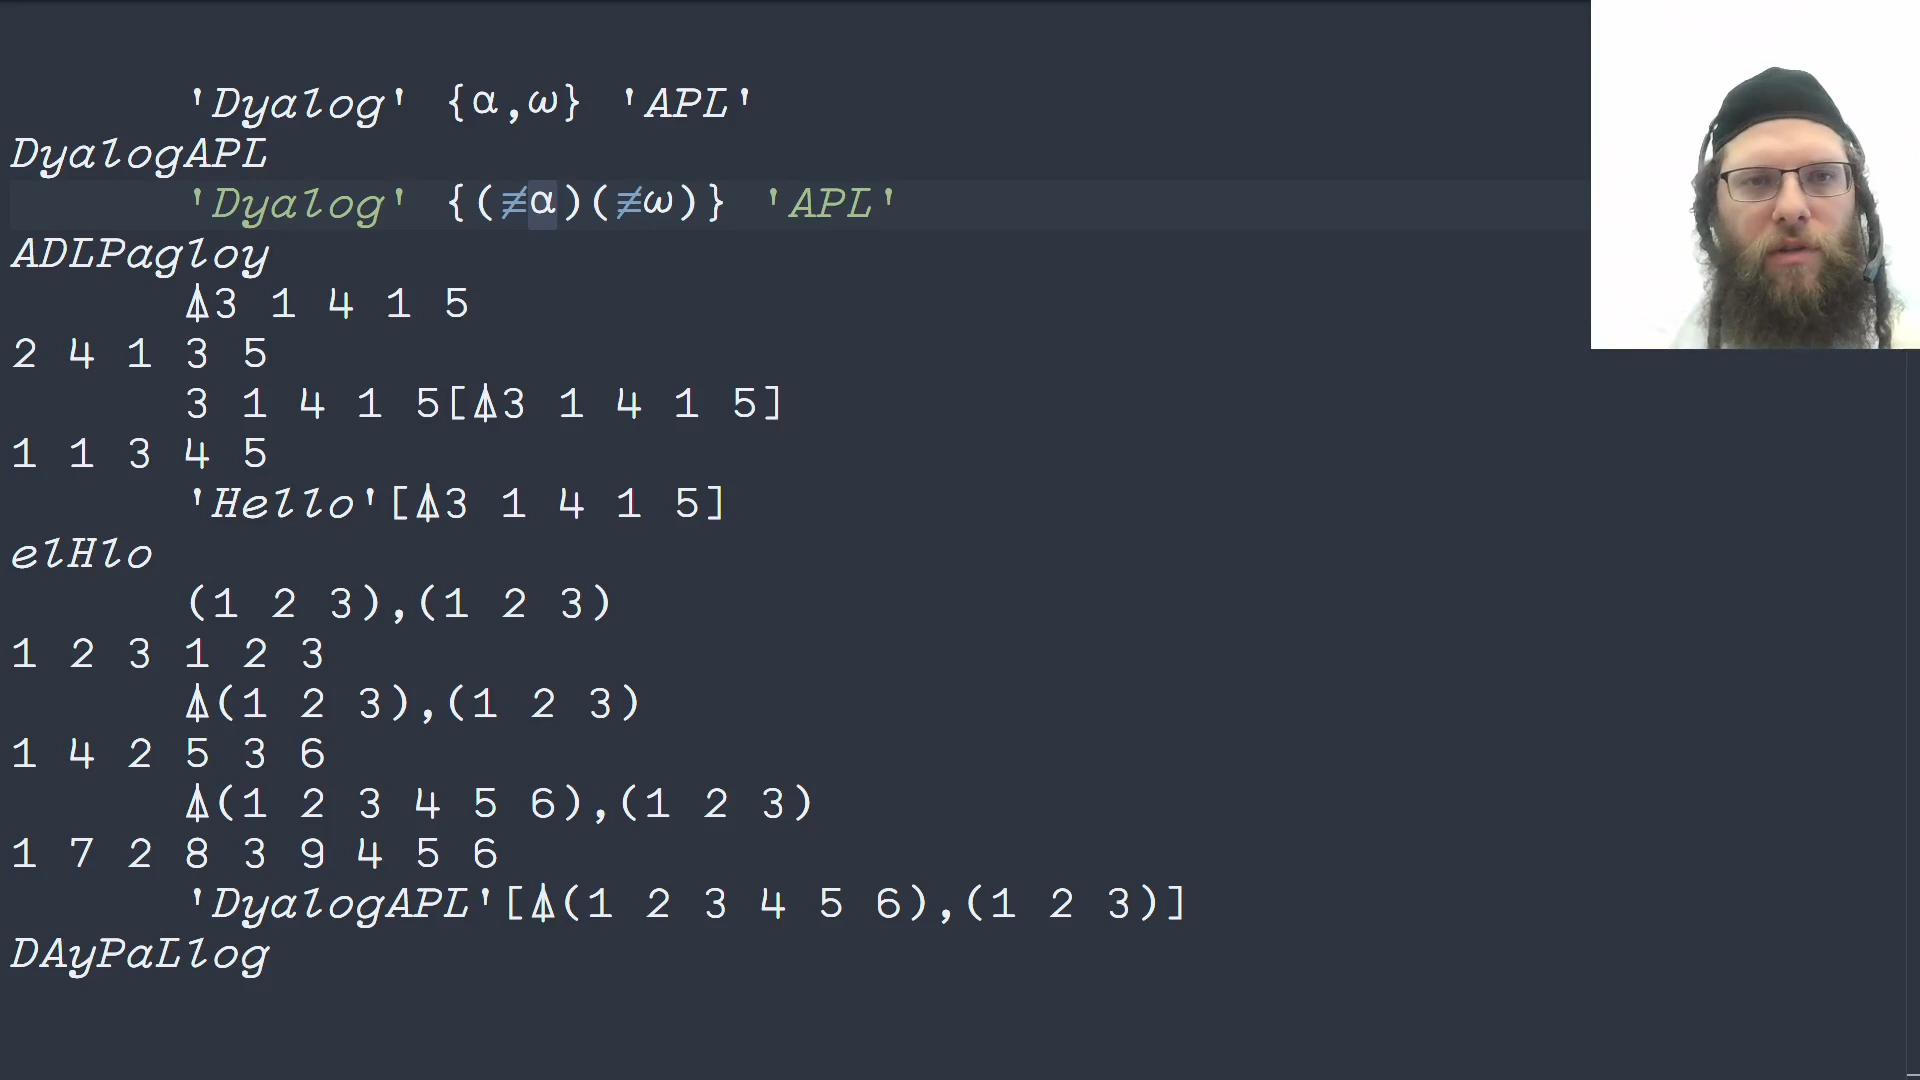 'Dyalog' {⍺,⍵} 'APL'
DyalogAPL
'Dyalog' {(≢⍺)(≢⍵)} 'APL'
ADLPagloy
⍋3 1 4 1 5
2 4 1 3 5
3 1 4 1 5[⍋3 1 4 1 5]
1 1 3 4 5
'Hello'[⍋3 1 4 1 5]
elHlo
(1 2 3),(1 2 3)
1 2 3 1 2 3
⍋(1 2 3),(1 2 3)
1 4 2 5 3 6
⍋(1 2 3 4 5 6),(1 2 3)
1 7 2 8 3 9 4 5 6
'DyalogAPL'[⍋(1 2 3 4 5 6),(1 2 3)]
DAyPaLlog